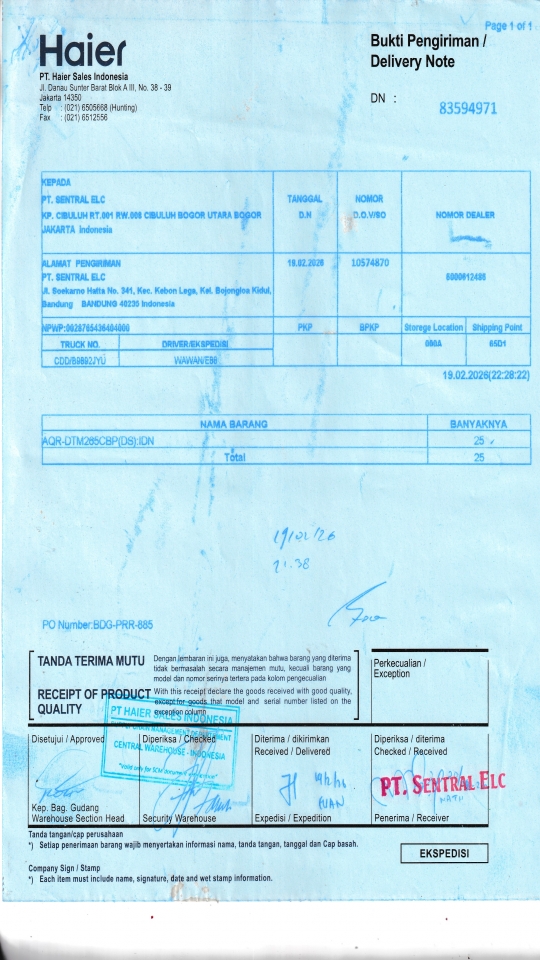 Page 1 of 1
Haier
Bukti Pengiriman /
Delivery Note
PT. Haier Sales Indonesia
Jl. Danau Sunter Barat Blok A III, No. 38 - 39
Jakarta 14350
Telp : (021) 6505668 (Hunting)
Fax : (021) 6512556
DN : 83594971
KEPADA
PT. SENTRAL ELC
KP. CIBULUH RT.001 RW.008 CIBULUH BOGOR UTARA BOGOR
JAKARTA Indonesia
TANGGAL
D.N
NOMOR
D.O.V/SO
NOMOR DEALER
ALAMAT PENGIRIMAN
PT. SENTRAL ELC
Jl. Soekarno Hatta No. 341, Kec. Kebon Lega, Kel. Bojongloa Kidul,
Bandung BANDUNG 40235 Indonesia
19.02.2026
10574870
NPWP:
PKP
BPKP
Storege Location
Shipping Point
TRUCK NO.
DRIVER/EKSPEDISI
65D1
WAWAN/
19.02.2026(22:28:22)
NAMA BARANG
BANYAKNYA
AQR-DTM265CBP(DS):IDN
25
Total
25
21.38
PO Number:BDG-PRR-885
TANDA TERIMA MUTU
Dengan lembaran ini juga, menyatakan bahwa barang yang diterima
tidak bermasalah secara manajemen mutu, kecuali barang yang
model dan nomor serinya tertera pada kolom pengecualian
RECEIPT OF PRODUCT
QUALITY
With this receipt declare the goods received with good quality,
except for goods that model and serial number listed on the
exception column
Perkecualian /
Exception
PT HAIER SALES INDONESIA
CENTRAL WAREHOUSE - INDONESIA
Disetujui / Approved
Diperiksa / Checked
Diterima / dikirimkan
Received / Delivered
Diperiksa / diterima
Checked / Received
PT. SENTRAL ELC
Kep. Bag. Gudang
Warehouse Section Head
Security Warehouse
Expedisi / Expedition
Penerima / Receiver
Tanda tangan/cap perusahaan
*) Setiap penerimaan barang wajib menyertakan informasi nama, tanda tangan, tanggal dan Cap basah.
EKSPEDISI
Company Sign / Stamp
*) Each item must include name, signature, date and wet stamp information.